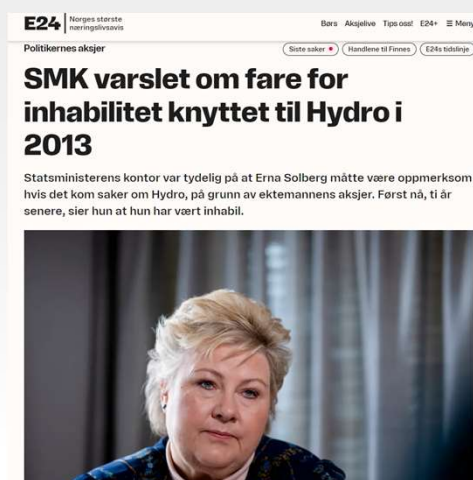 E24 Norges største
næringslivsavis
Børs Aksjelive Tips oss! E24+ Meny
Politikernes aksjer
Siste saker Handlene til Finnes E24s tidslinje
SMK varslet om fare for
inhabilitet knyttet til Hydro i
2013
Statsministerens kontor var tydelig på at Erna Solberg måtte være oppmerksom
hvis det kom saker om Hydro, på grunn av ektemannens aksjer. Først nå, ti år
senere, sier hun at hun har vært inhabil.